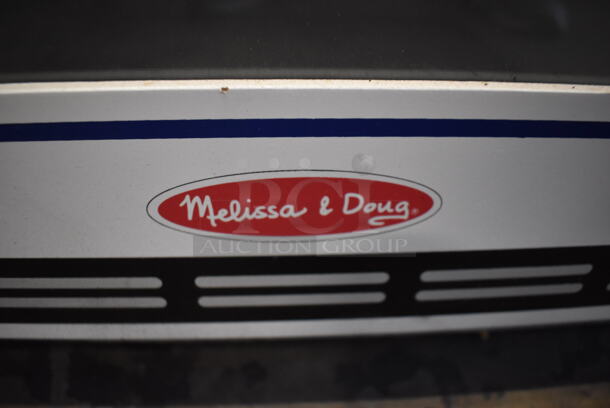 Melissa & Doug®
PCI
AUCTION GROUP